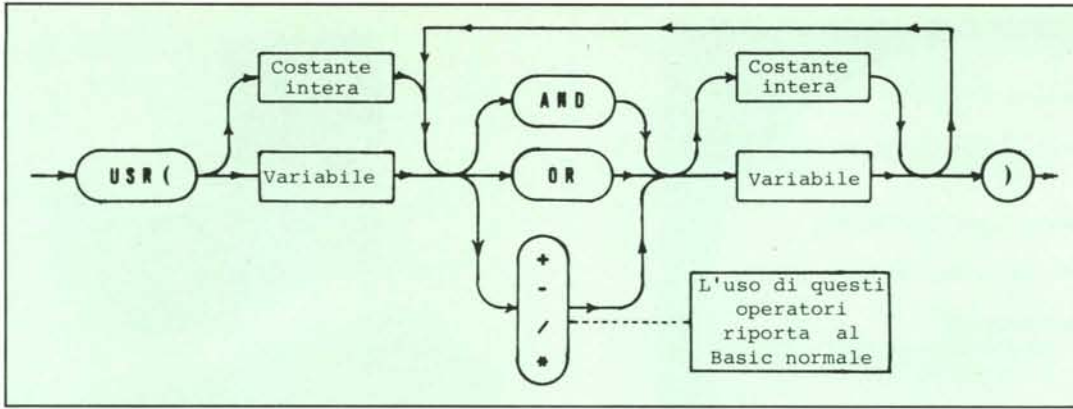 Costante
intera
AND
Costante
intera
USR(
Variabile
OR
Variabile
)
+
-
/
*
L'uso di questi
operatori
riporta al
Basic normale